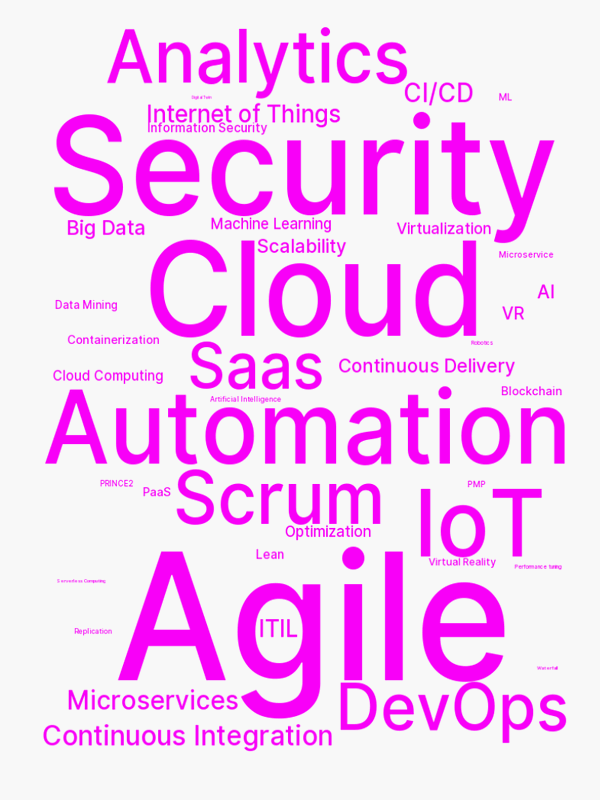 Analytics
CI/CD
ML
Digital Twin
Internet of Things
Information Security
Security
Big Data
Machine Learning
Virtualization
Scalability
Microservice
Cloud
AI
Data Mining
VR
Containerization
Robotics
Saas
Continuous Delivery
Cloud Computing
Blockchain
Artificial Intelligence
Automation
PRINCE2
PaaS
Scrum
PMP
IoT
Optimization
Lean
Virtual Reality
Performance tuning
Serverless Computing
Agile
ITIL
Replication
Waterfall
Microservices
DevOps
Continuous Integration